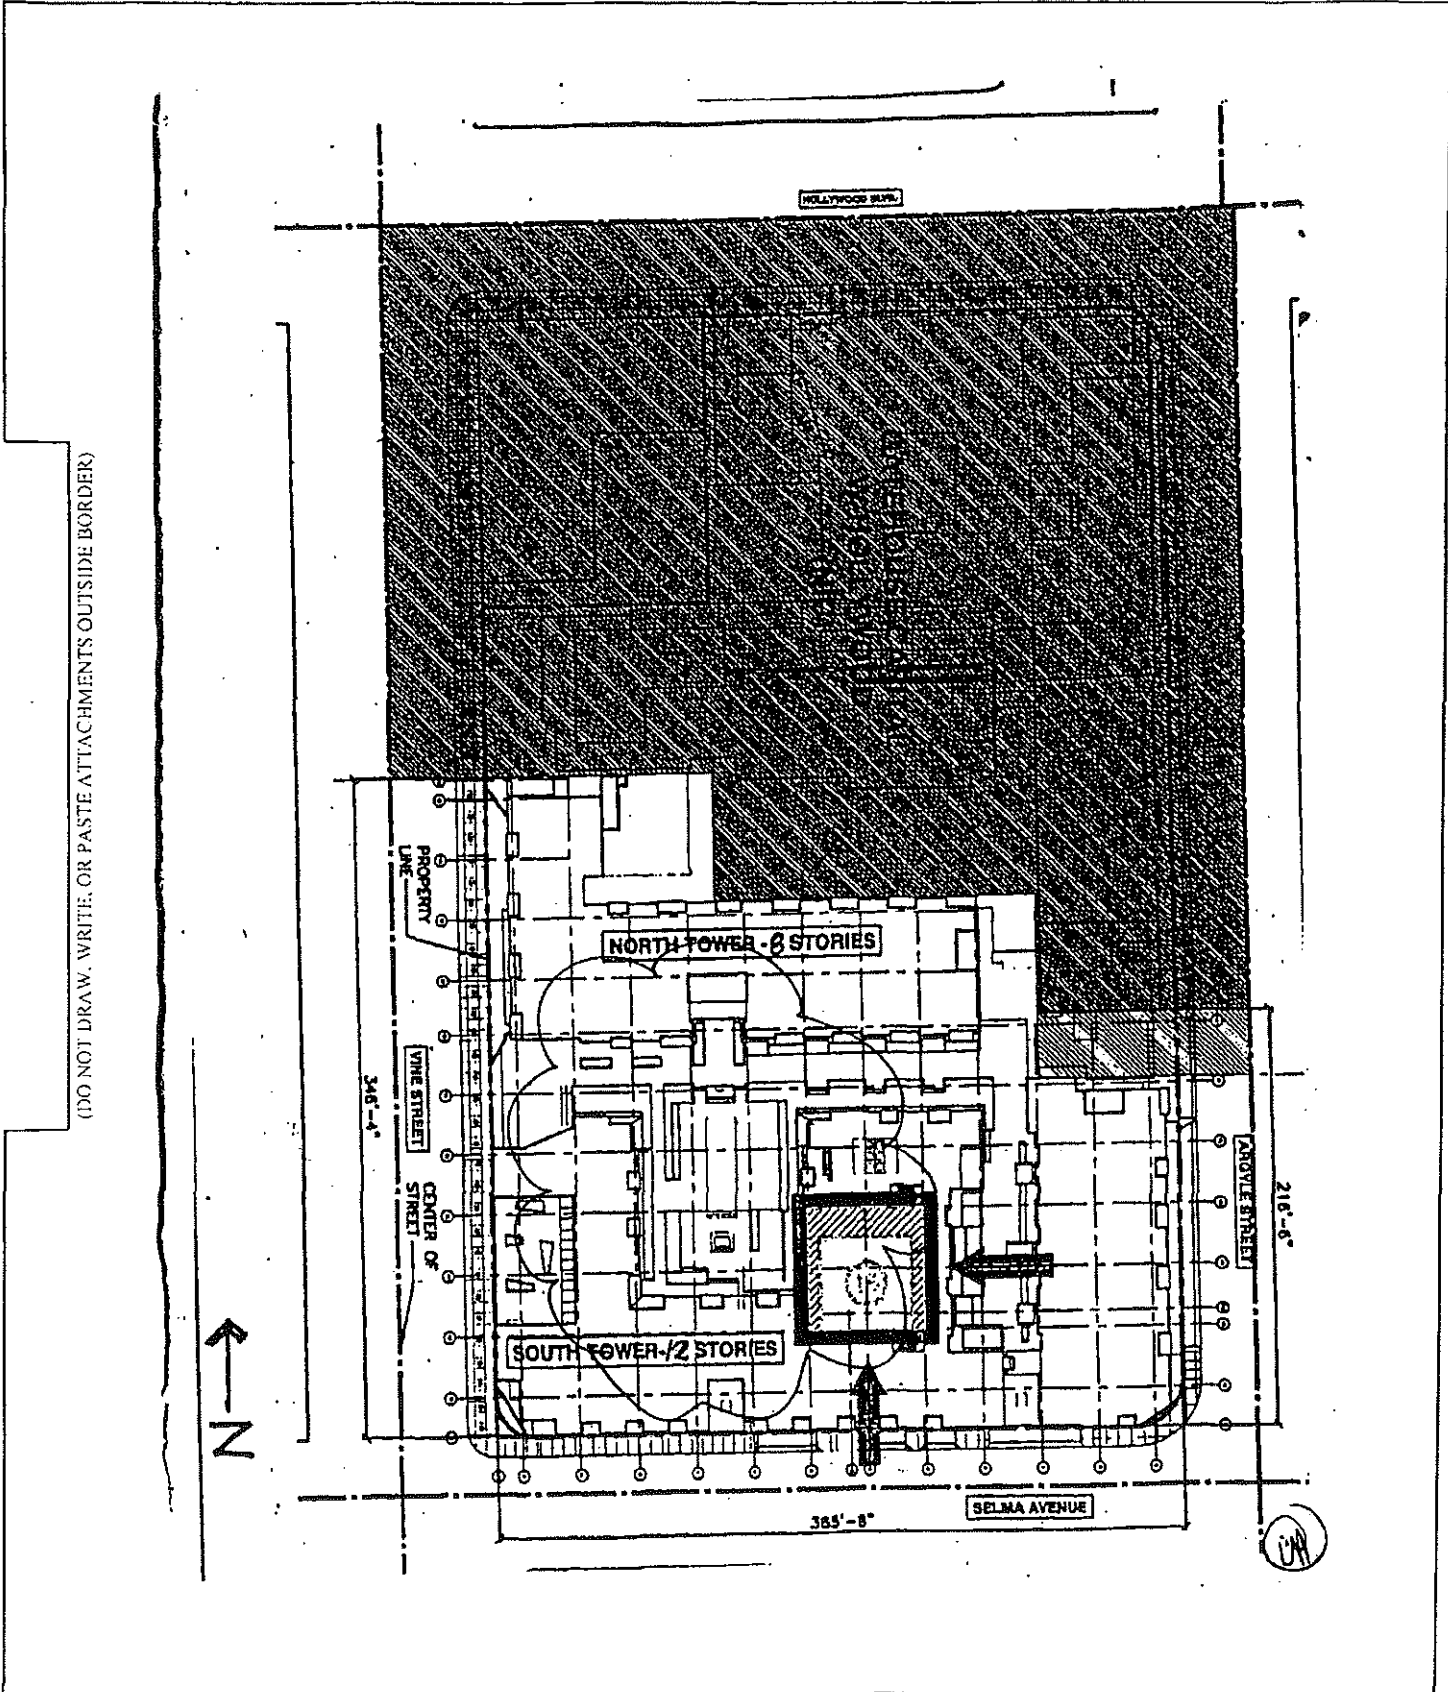 HOLLYWOOD BLVD.
(DO NOT DRAW, WRITE, OR PASTE ATTACHMENTS OUTSIDE BORDER)
PROPERTY
LINE
NORTH TOWER-8 STORIES
VINE STREET
346'-4"
CENTER OF
STREET
ARGYLE STREET
216'-6"
SOUTH TOWER-12 STORIES
N
SELMA AVENUE
365'-8"